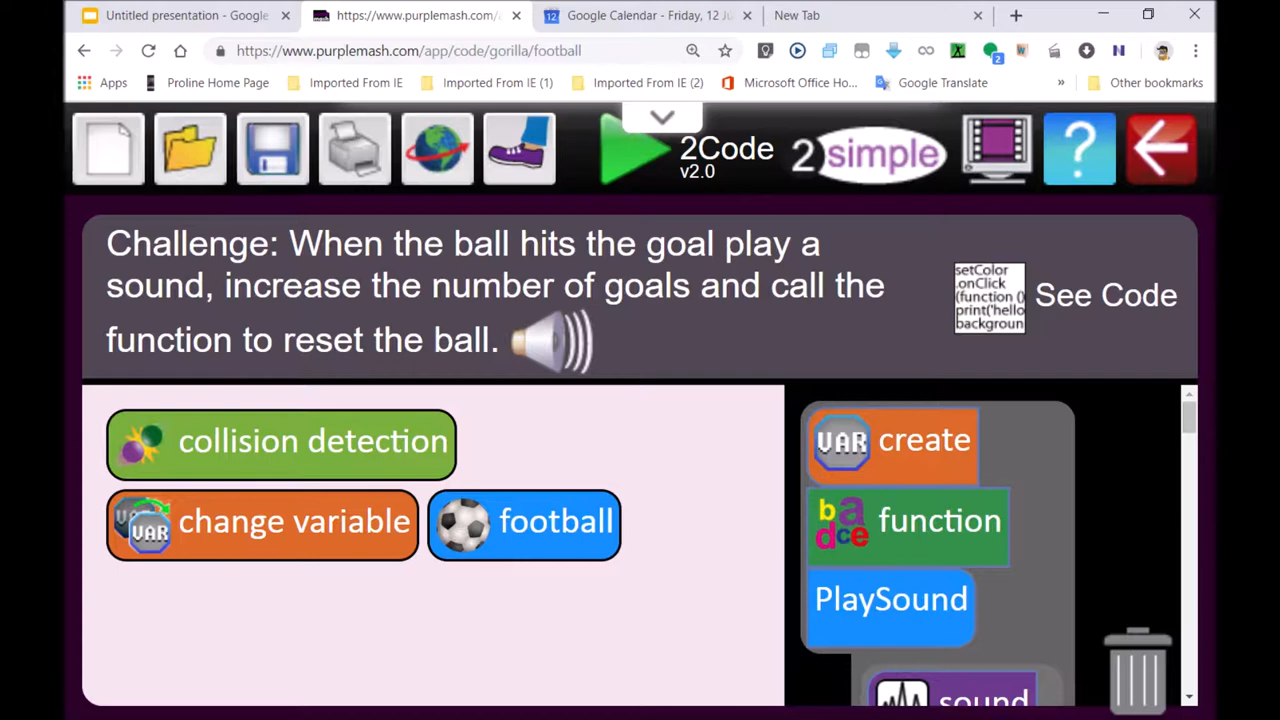 Untitled presentation - Google
https://www.purplemash.com/a
Google Calendar - Friday, 12 Ju
New Tab
https://www.purplemash.com/app/code/gorilla/football
Apps
Proline Home Page
Imported From IE
Imported From IE (1)
Imported From IE (2)
Microsoft Office Ho...
Google Translate
»
Other bookmarks
2Code
v2.0
2simple
Challenge: When the ball hits the goal play a
sound, increase the number of goals and call the
function to reset the ball.
setColor
.onClick
(function ()
print('hello
backgroun
See Code
collision detection
change variable
football
VAR create
function
PlaySound
sound